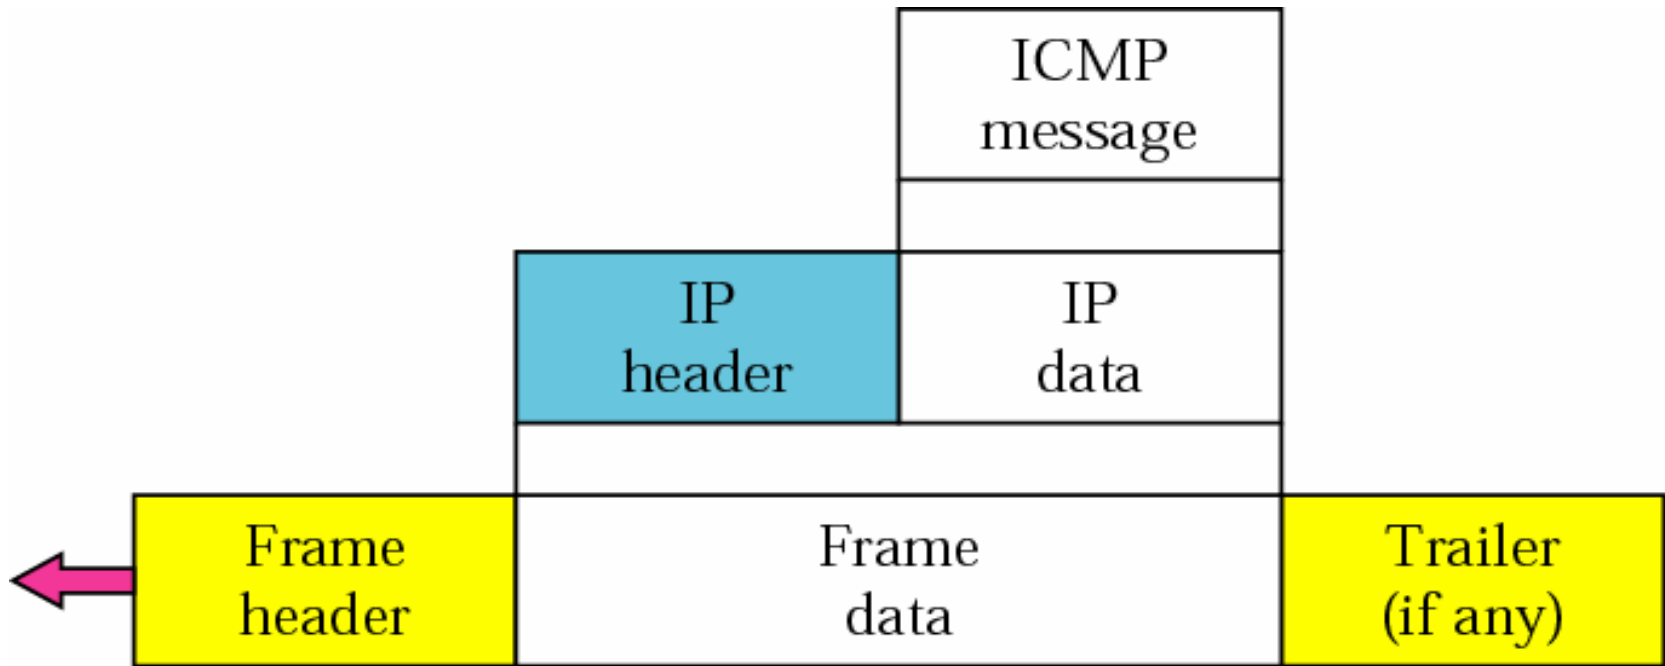 ICMP
message
IP
header
IP
data
Frame
header
Frame
data
Trailer
(if any)